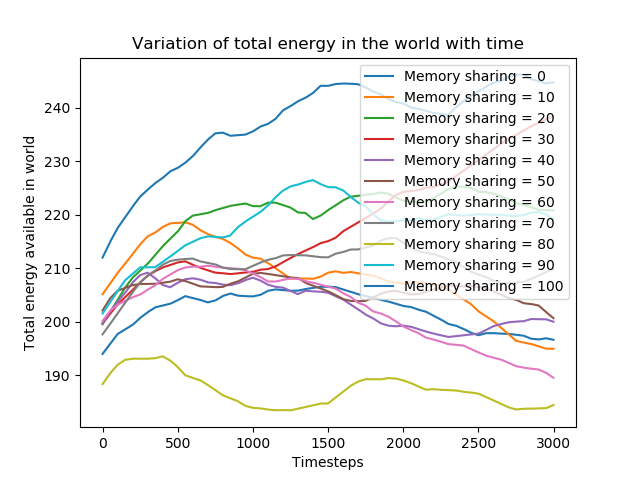 Variation of total energy in the world with time
Total energy available in world
240
230
220
210
200
190
Memory sharing = 0
Memory sharing = 10
Memory sharing = 20
Memory sharing = 30
Memory sharing = 40
Memory sharing = 50
Memory sharing = 60
Memory sharing = 70
Memory sharing = 80
Memory sharing = 90
Memory sharing = 100
0 500 1000 1500 2000 2500 3000
Timesteps